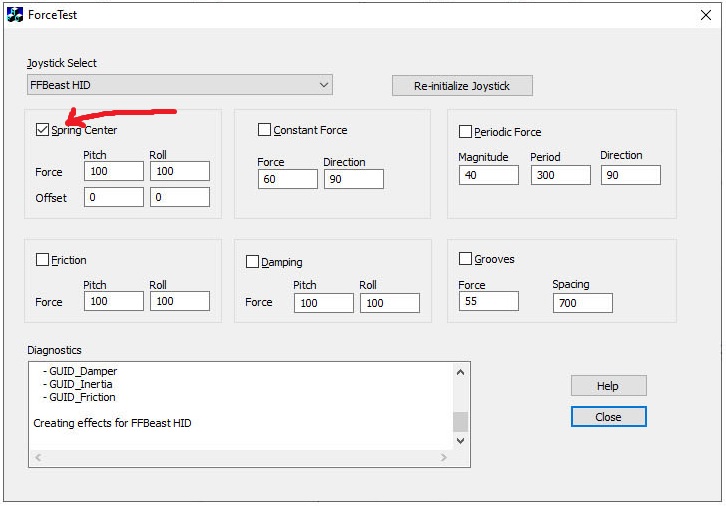 ForceTest
Joystick Select
FFBeast HID
Re-initialize Joystick
Spring Center
Pitch Roll
Force 100 100
Offset 0 0
Constant Force
Force Direction
60 90
Periodic Force
Magnitude Period Direction
40 300 90
Friction
Pitch Roll
Force 100 100
Damping
Pitch Roll
Force 100 100
Grooves
Force Spacing
55 700
Diagnostics
- GUID_Damper
- GUID_Inertia
- GUID_Friction
Creating effects for FFBeast HID
Help
Close